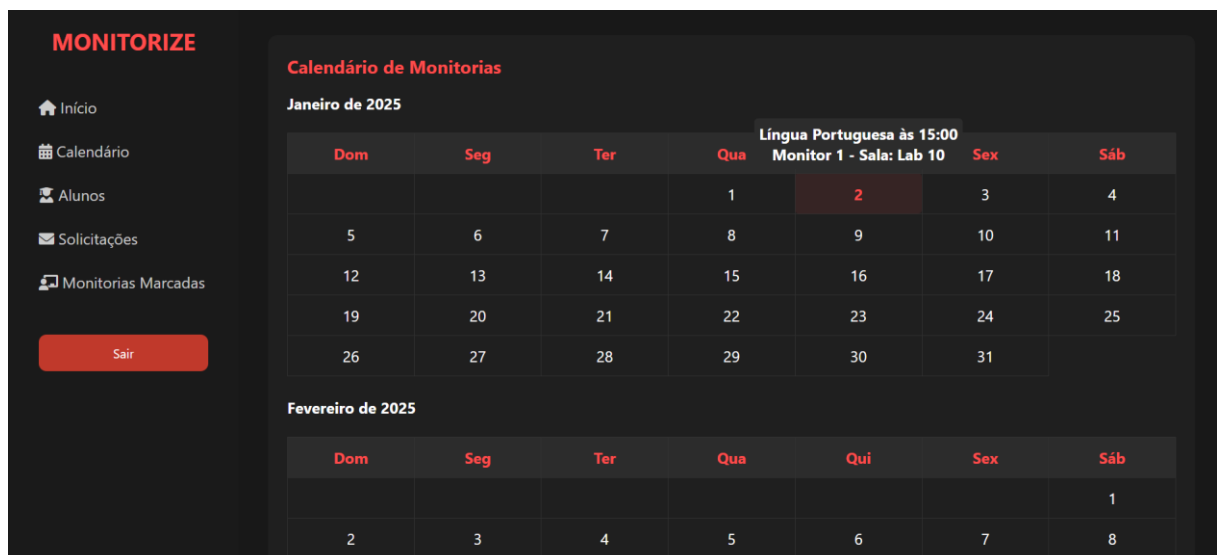 MONITORIZE
Início
Calendário
Alunos
Solicitações
Monitorias Marcadas
Sair
Calendário de Monitorias
Janeiro de 2025
Língua Portuguesa às 15:00
Monitor 1 - Sala: Lab 10
Dom Seg Ter Qua Sex Sáb
1 2 3 4
5 6 7 8 9 10 11
12 13 14 15 16 17 18
19 20 21 22 23 24 25
26 27 28 29 30 31
Fevereiro de 2025
Dom Seg Ter Qua Qui Sex Sáb
1
2 3 4 5 6 7 8